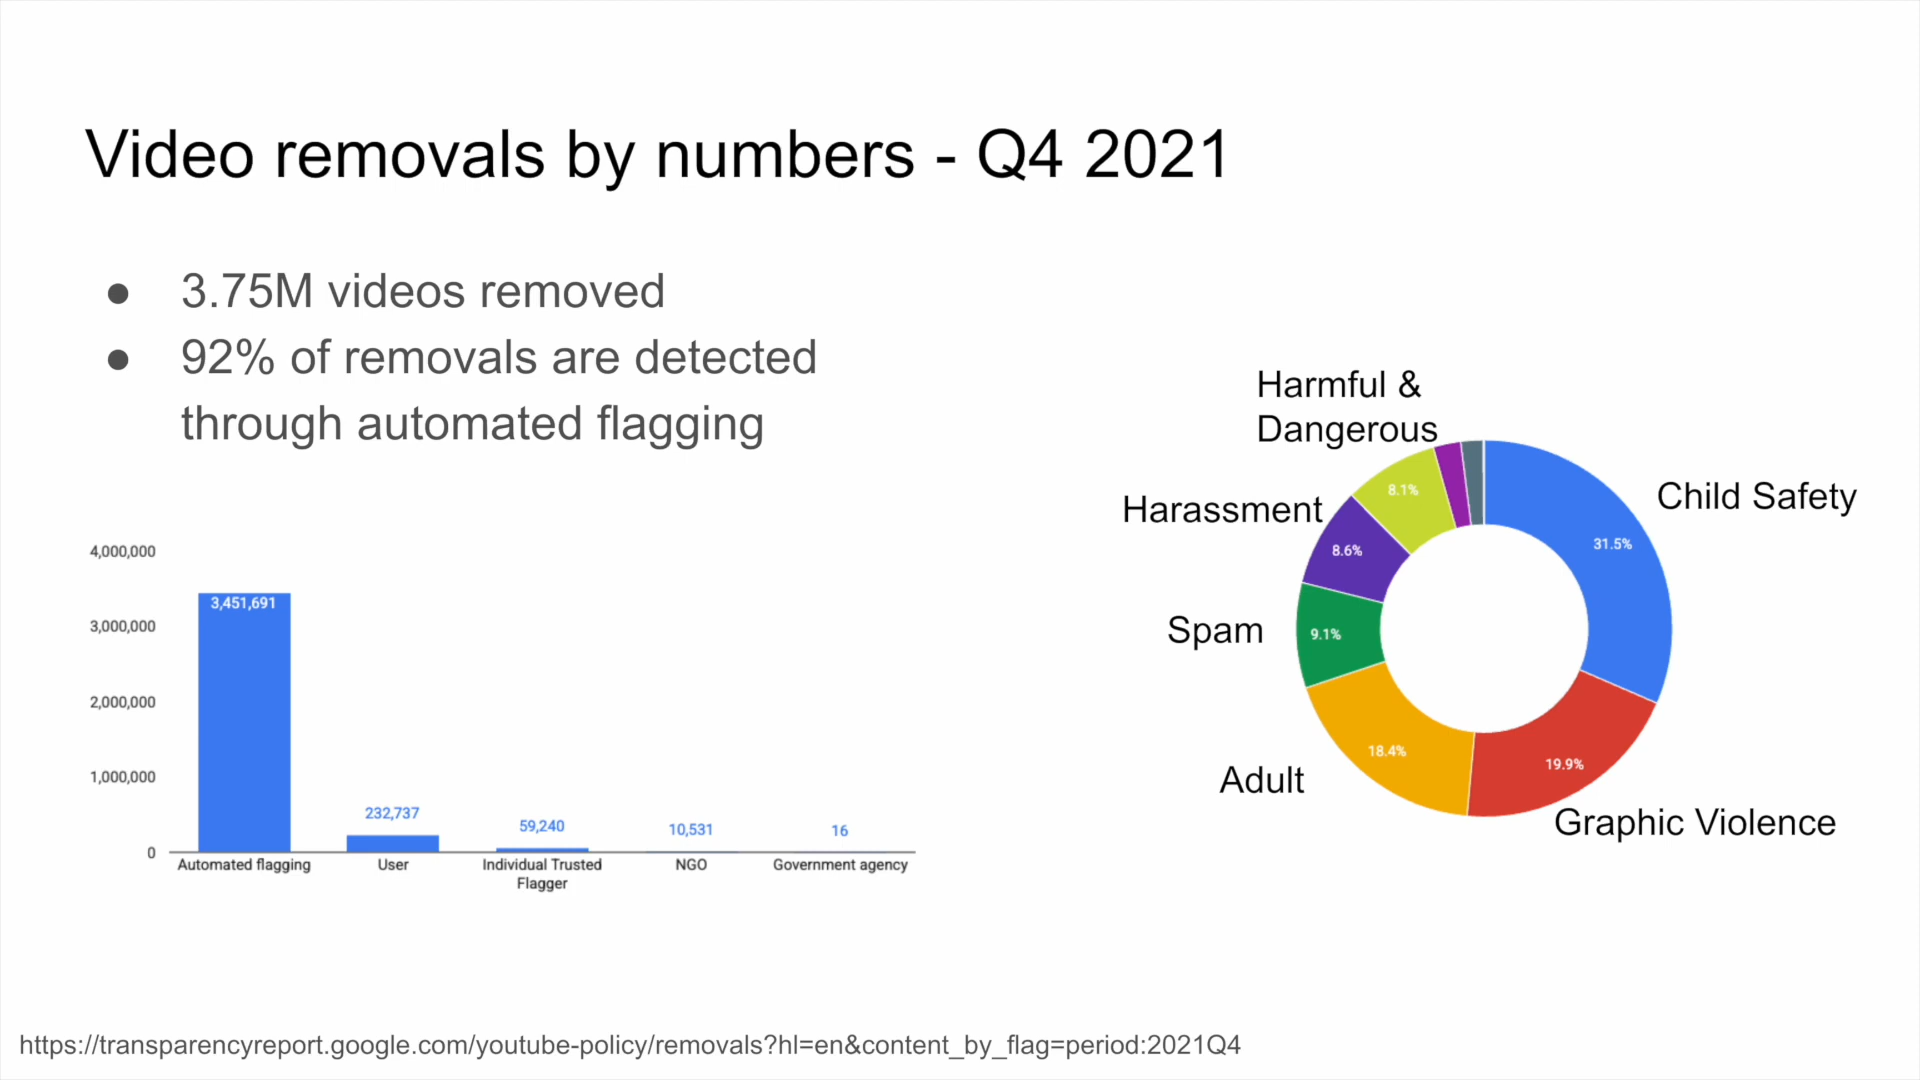 Video removals by numbers - Q4 2021
● 3.75M videos removed
● 92% of removals are detected
through automated flagging
4,000,000
3,000,000
2,000,000
1,000,000
0
3,451,691
232,737
59,240
10,531
16
Automated flagging
User
Individual Trusted
Flagger
NGO
Government agency
Harmful &
Dangerous
Harassment
Spam
Adult
Child Safety
Graphic Violence
8.1%
8.6%
9.1%
18.4%
31.5%
19.9%
https://transparencyreport.google.com/youtube-policy/removals?hl=en&content_by_flag=period:2021Q4